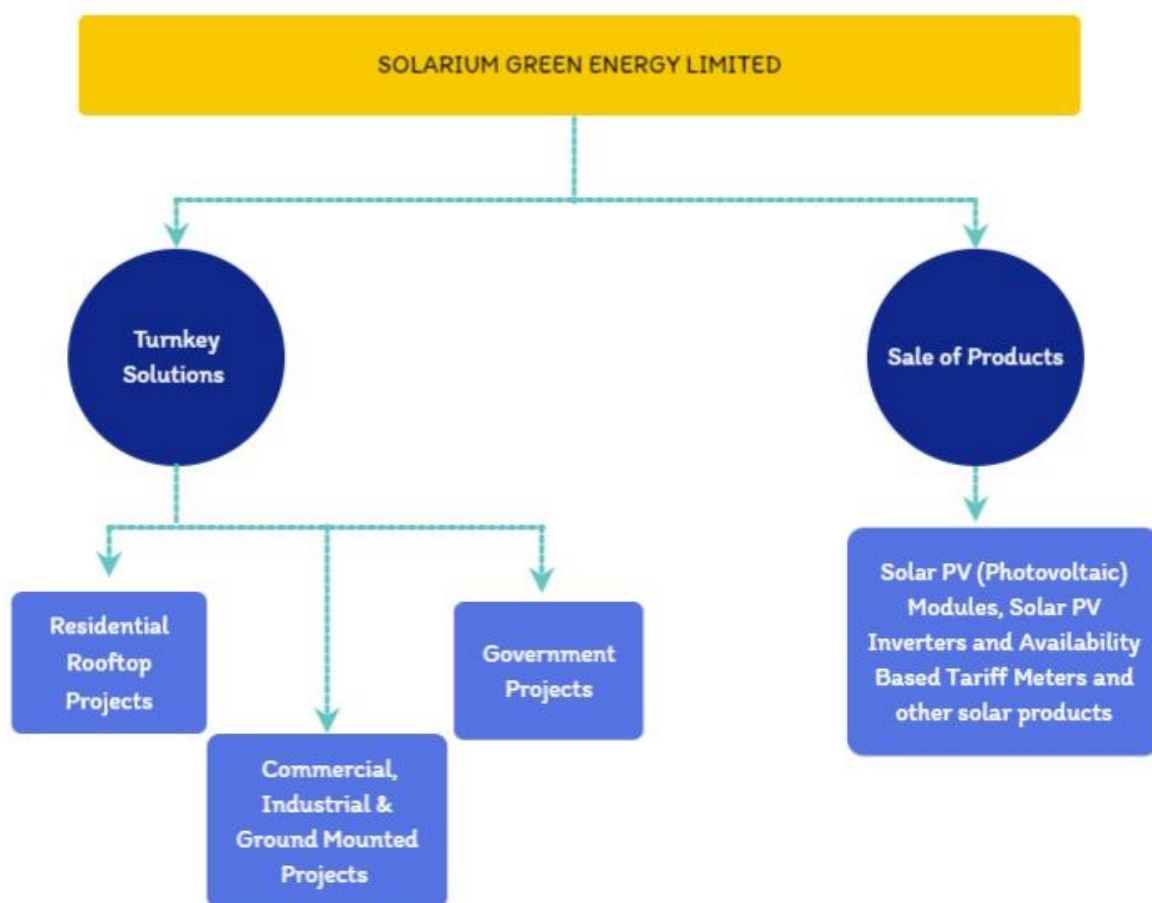 SOLARIUM GREEN ENERGY LIMITED
Turnkey
Solutions
Sale of Products
Residential
Rooftop
Projects
Commercial,
Industrial &
Ground Mounted
Projects
Government
Projects
Solar PV (Photovoltaic)
Modules, Solar PV
Inverters and Availability
Based Tariff Meters and
other solar products